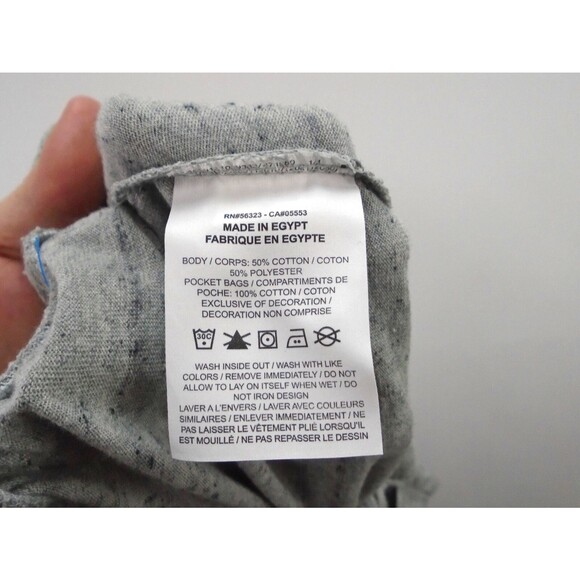 RN#56323 - CA#05553
MADE IN EGYPT
FABRIQUE EN EGYPTE
BODY / CORPS: 50% COTTON / COTON
50% POLYESTER
POCKET BAGS / COMPARTIMENTS DE
POCHE: 100% COTTON / COTON
EXCLUSIVE OF DECORATION /
DECORATION NON COMPRISE
30C
WASH INSIDE OUT / WASH WITH LIKE
COLORS / REMOVE IMMEDIATELY / DO NOT
ALLOW TO LAY ON ITSELF WHEN WET / DO
NOT IRON DESIGN
LAVER A L'ENVERS / LAVER AVEC COULEURS
SIMILAIRES / ENLEVER IMMEDIATEMENT / NE
PAS LAISSER LE VÊTEMENT PLIÉ LORSQU'IL
EST MOUILLÉ / NE PAS REPASSER LE DESSIN